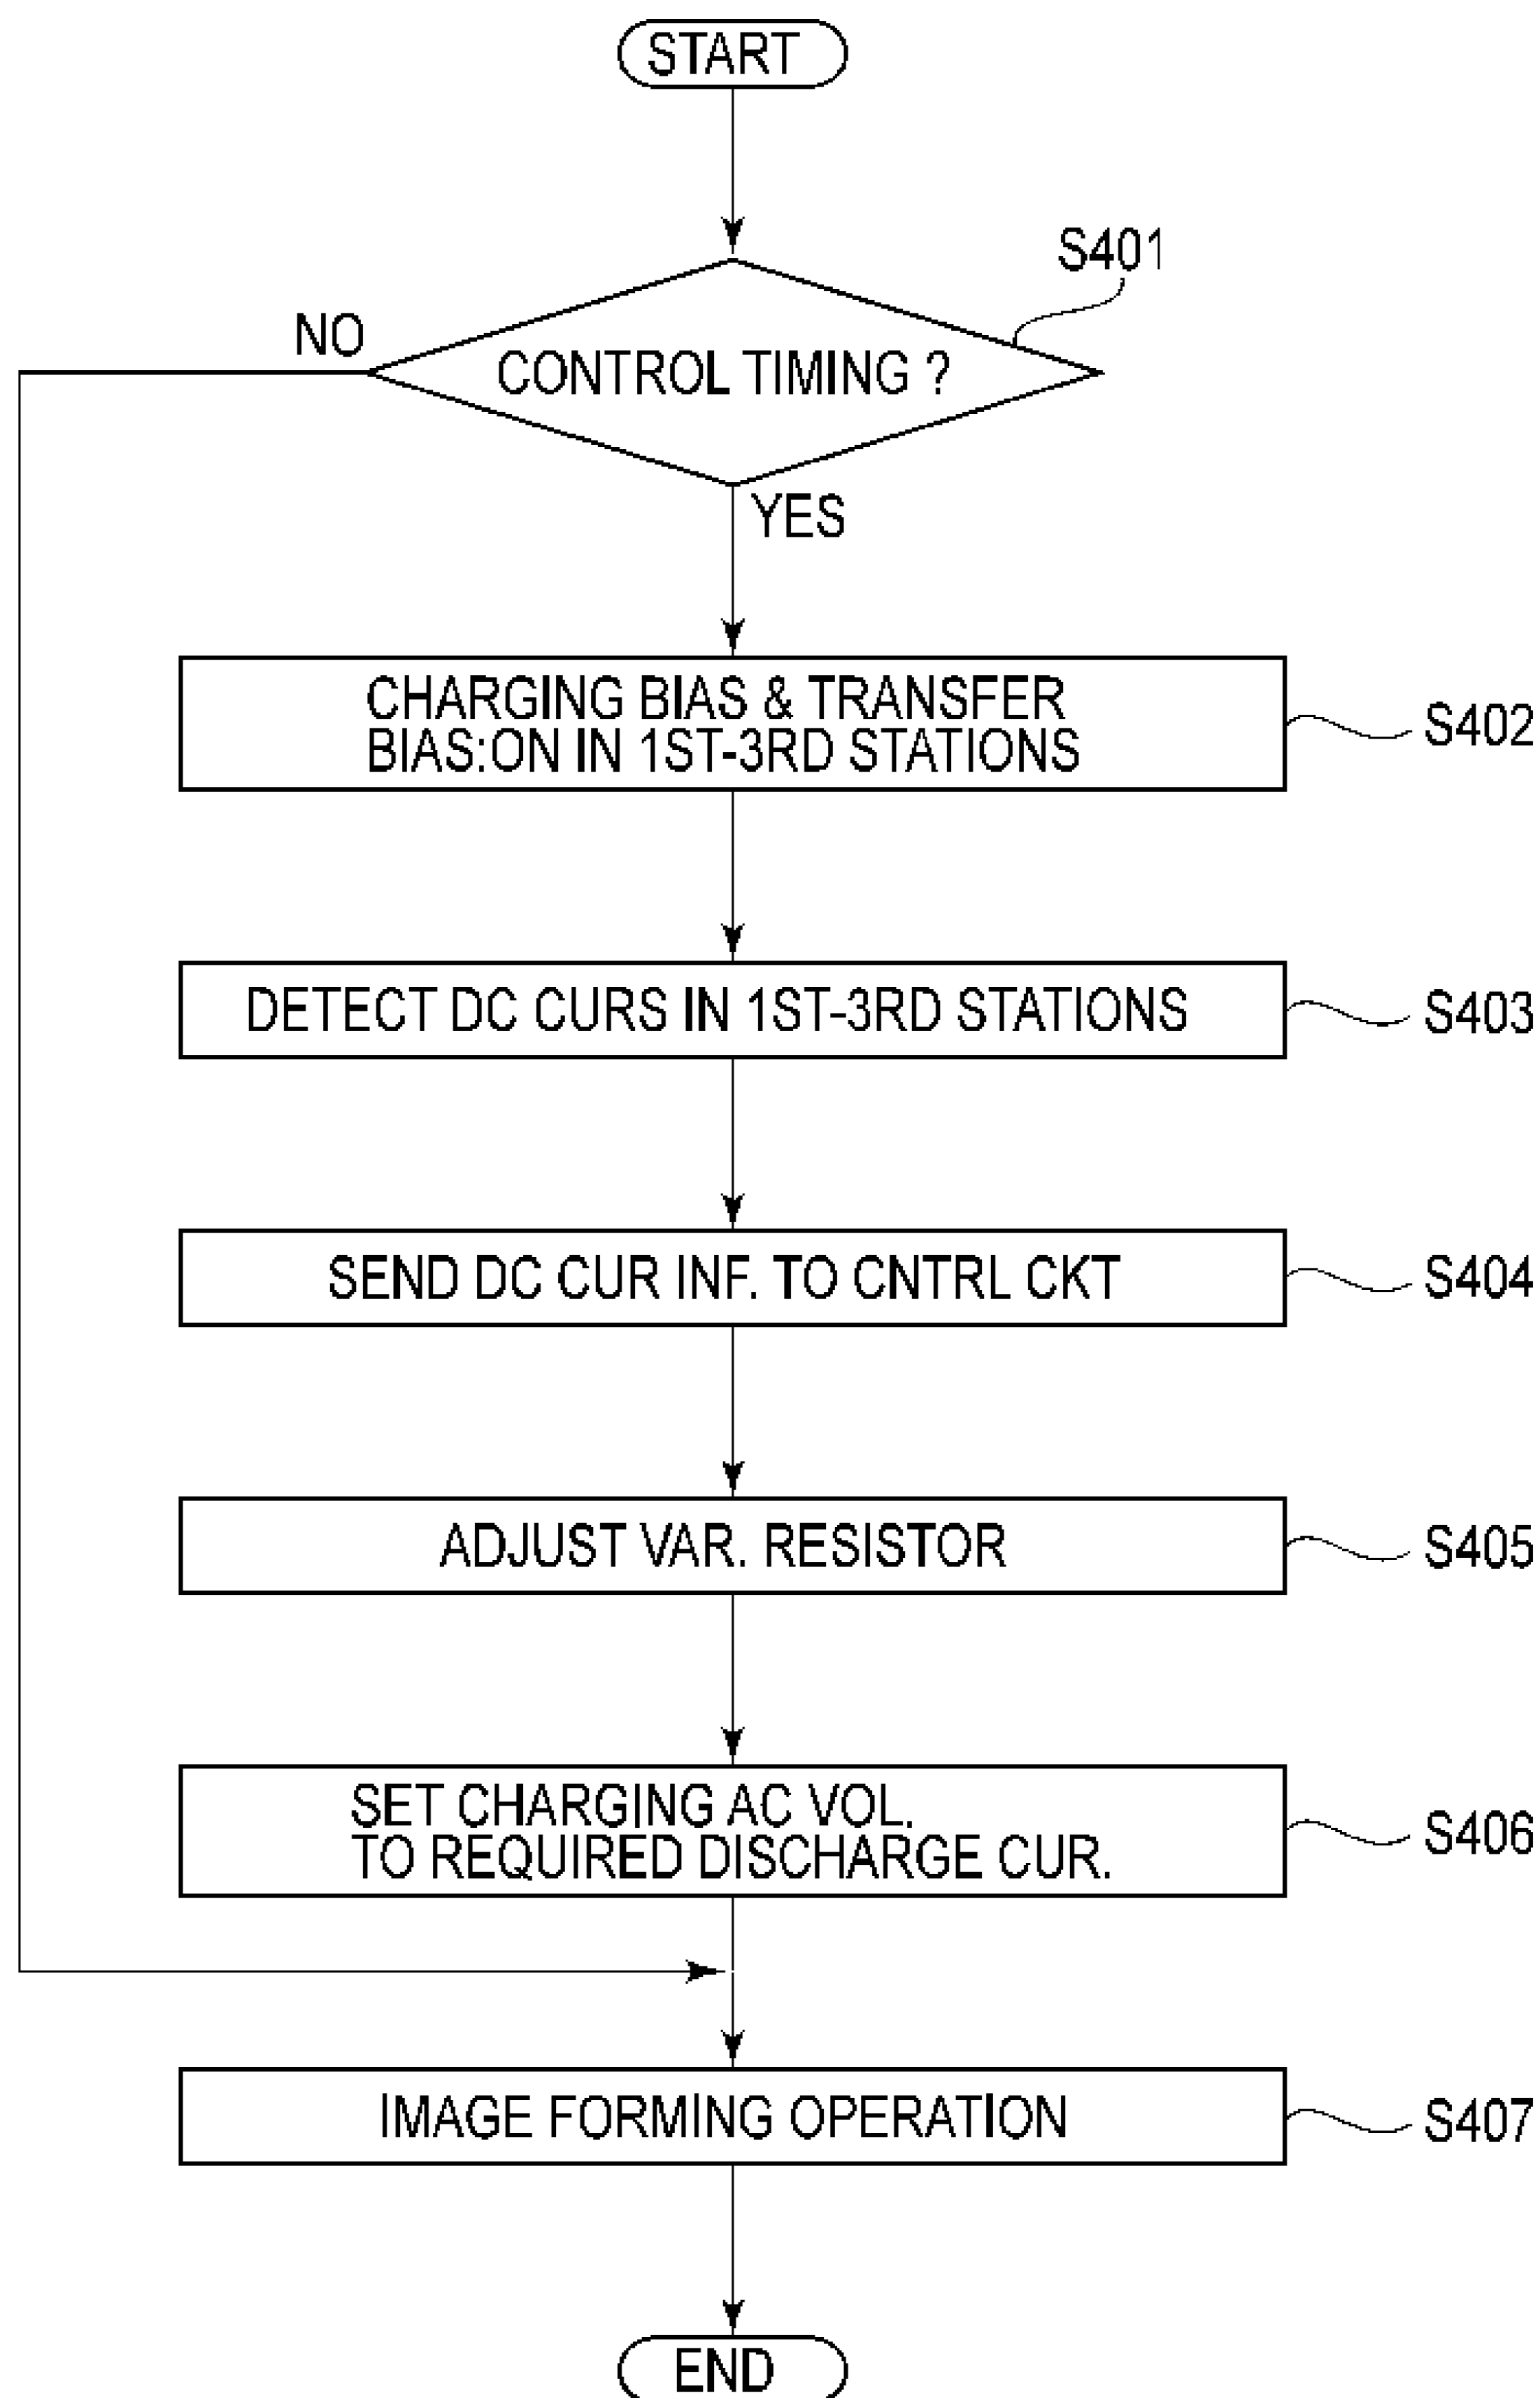 START
S401
NO
CONTROL TIMING ?
YES
CHARGING BIAS & TRANSFER
BIAS:ON IN 1ST-3RD STATIONS
S402
DETECT DC CURS IN 1ST-3RD STATIONS
S403
SEND DC CUR INF. TO CNTRL CKT
S404
ADJUST VAR. RESISTOR
S405
SET CHARGING AC VOL.
TO REQUIRED DISCHARGE CUR.
S406
IMAGE FORMING OPERATION
S407
END